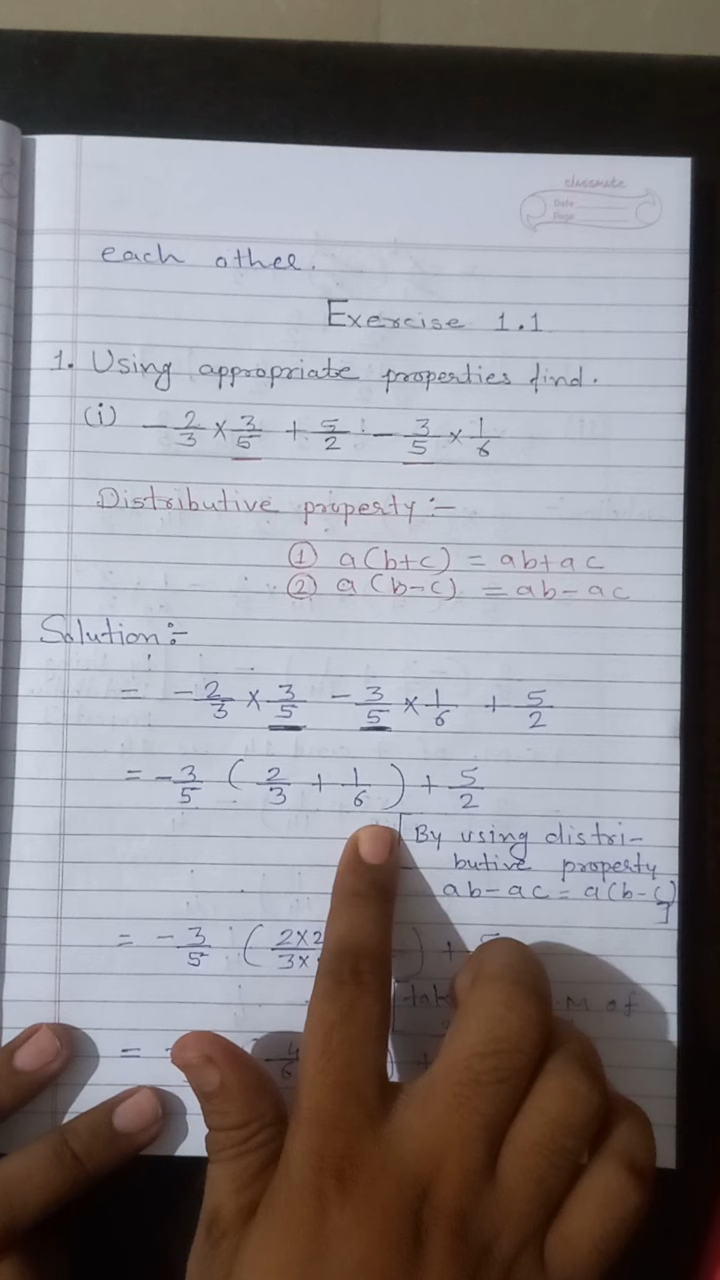 classmate
Date
Page
each other.
Exercise 1.1
1. Using appropriate properties find.
(i) - 2/3 × 3/5 + 5/2 - 3/5 × 1/6
Distributive property :-
① a(b+c) = ab+ac
② a(b-c) = ab-ac
Solution :-
= - 2/3 × 3/5 - 3/5 × 1/6 + 5/2
= - 3/5 ( 2/3 + 1/6 ) + 5/2
[By using distri-
butive property
ab-ac = a(b-c)]
= - 3/5 ( 2×2/3× ) +
[ M of
= 4/6 ) +